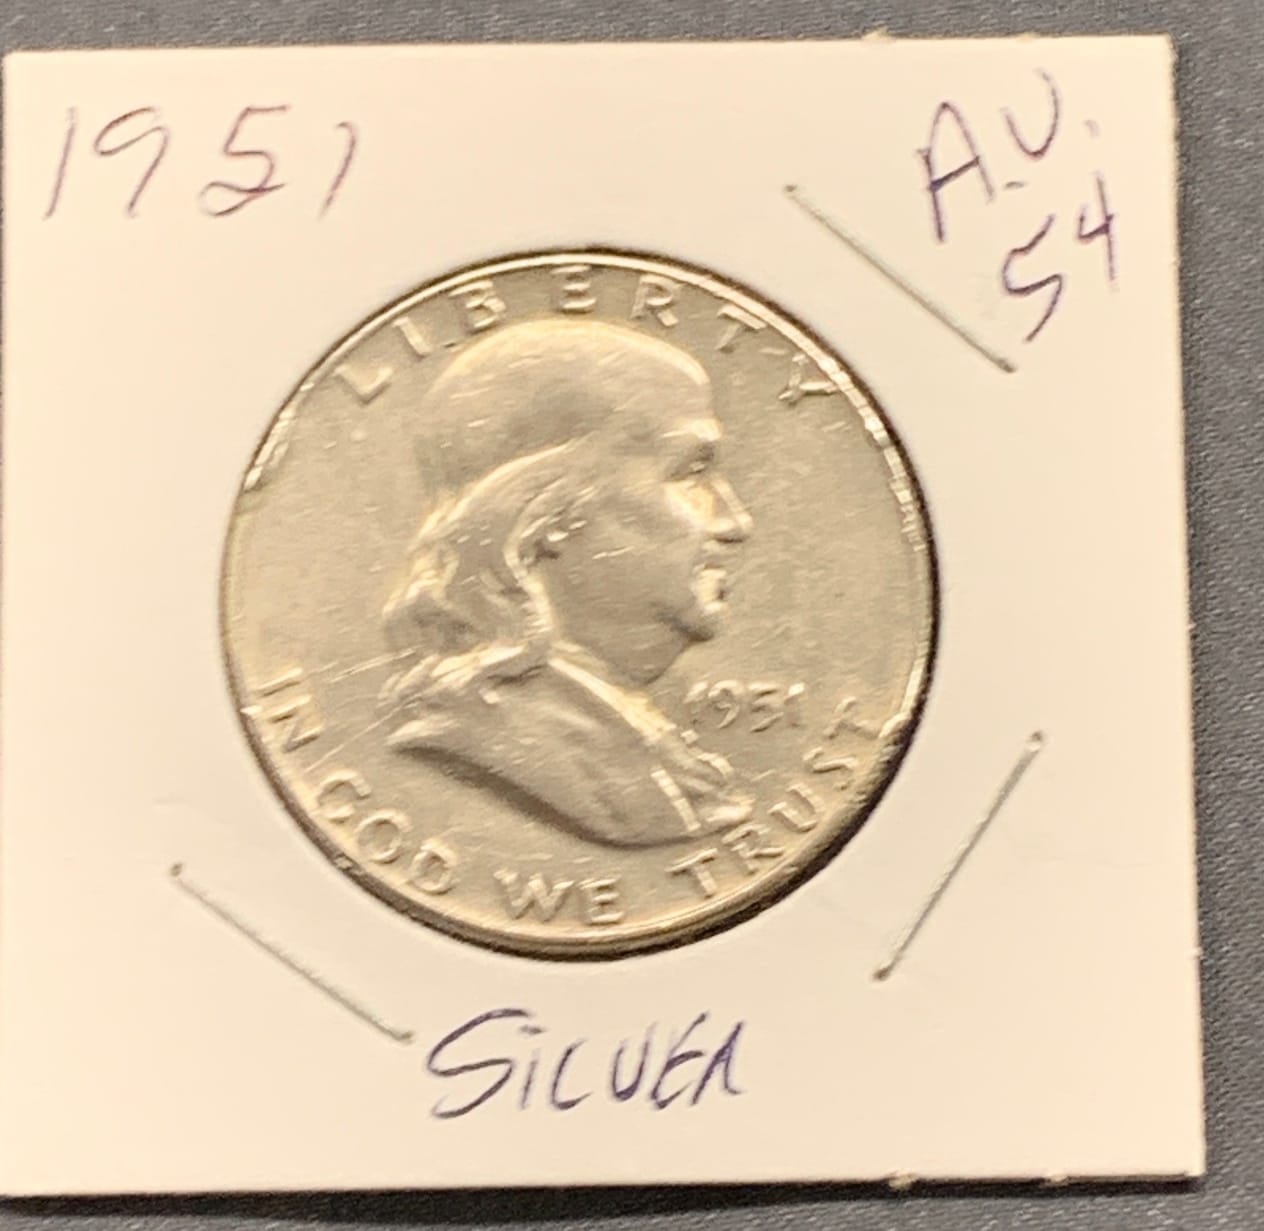 1951
A.U.
54
LIBERTY
1951
IN GOD WE TRUST
SILVER